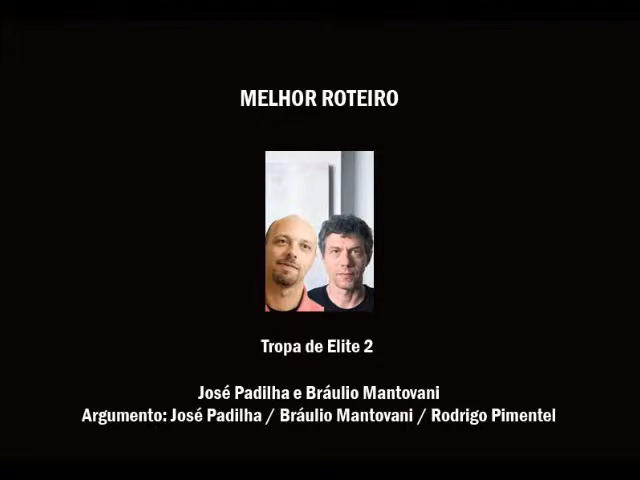 MELHOR ROTEIRO
Tropa de Elite 2
José Padilha e Bráulio Mantovani
Argumento: José Padilha / Bráulio Mantovani / Rodrigo Pimentel